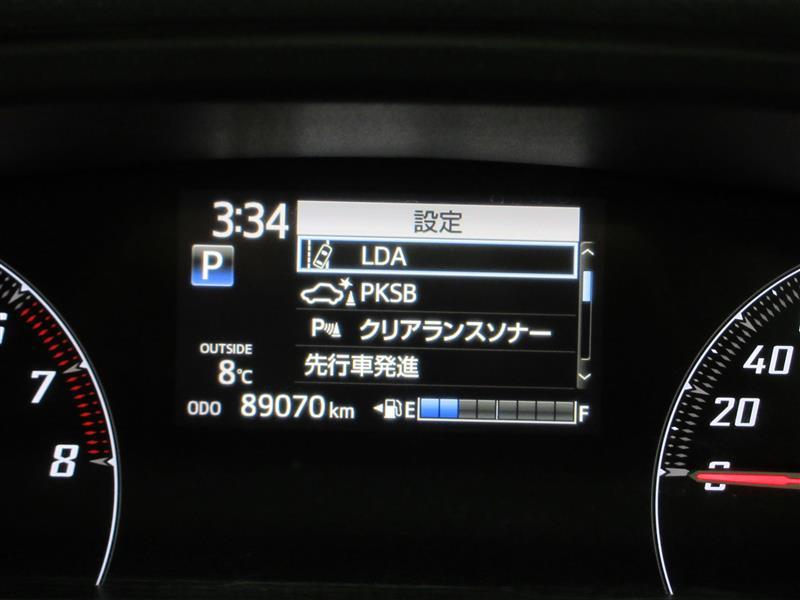 3:34
設定
P
LDA
PKSB
P クリアランスソナー
先行車発進
OUTSIDE
8℃
ODO 89070 km
E F
7
8
40
20
0